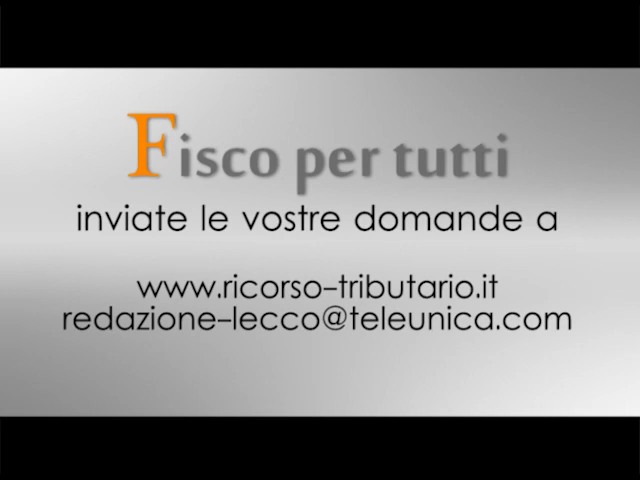 Fisco per tutti
inviate le vostre domande a
www.ricorso-tributario.it
redazione-lecco@teleunica.com